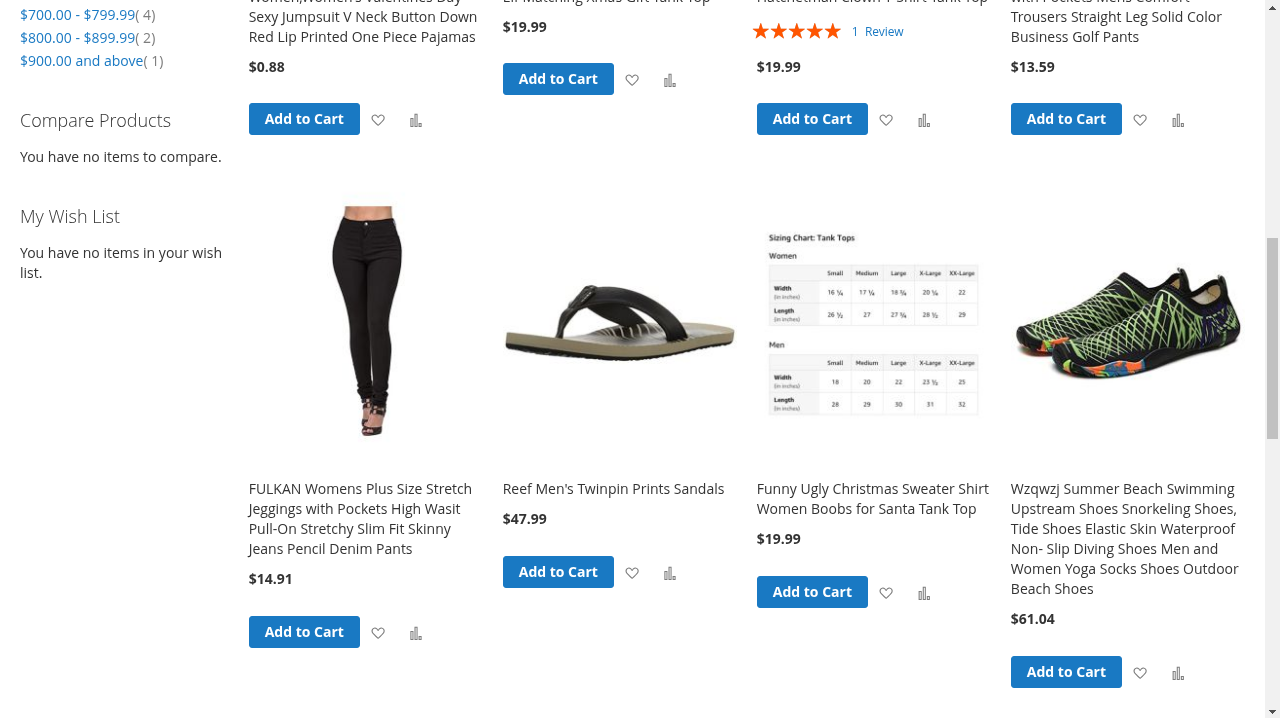 $700.00 - $799.99( 4)
$800.00 - $899.99( 2)
$900.00 and above( 1)
Compare Products
You have no items to compare.
My Wish List
You have no items in your wish
list.
Sexy Jumpsuit V Neck Button Down
Red Lip Printed One Piece Pajamas
$0.88
Add to Cart
$19.99
Add to Cart
1 Review
$19.99
Add to Cart
Trousers Straight Leg Solid Color
Business Golf Pants
$13.59
Add to Cart
FULKAN Womens Plus Size Stretch
Jeggings with Pockets High Wasit
Pull-On Stretchy Slim Fit Skinny
Jeans Pencil Denim Pants
$14.91
Add to Cart
Reef Men's Twinpin Prints Sandals
$47.99
Add to Cart
Sizing Chart: Tank Tops
Women
Small Medium Large X-Large XX-Large
Width 16 ¼ 17 ¼ 20 ¼ 22
(in inches)
Length 26 ½ 27 28 ½ 29
(in inches)
Men
Small Medium Large X-Large XX-Large
Width 18 20 22 23 ½ 25
(in inches)
Length 28 29 30 31 32
(in inches)
Funny Ugly Christmas Sweater Shirt
Women Boobs for Santa Tank Top
$19.99
Add to Cart
Wzqwzj Summer Beach Swimming
Upstream Shoes Snorkeling Shoes,
Tide Shoes Elastic Skin Waterproof
Non- Slip Diving Shoes Men and
Women Yoga Socks Shoes Outdoor
Beach Shoes
$61.04
Add to Cart